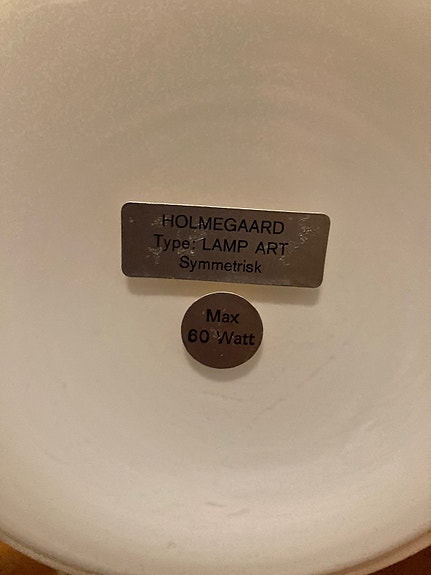 HOLMEGAARD
Type: LAMP ART
Symmetrisk
Max
60 Watt